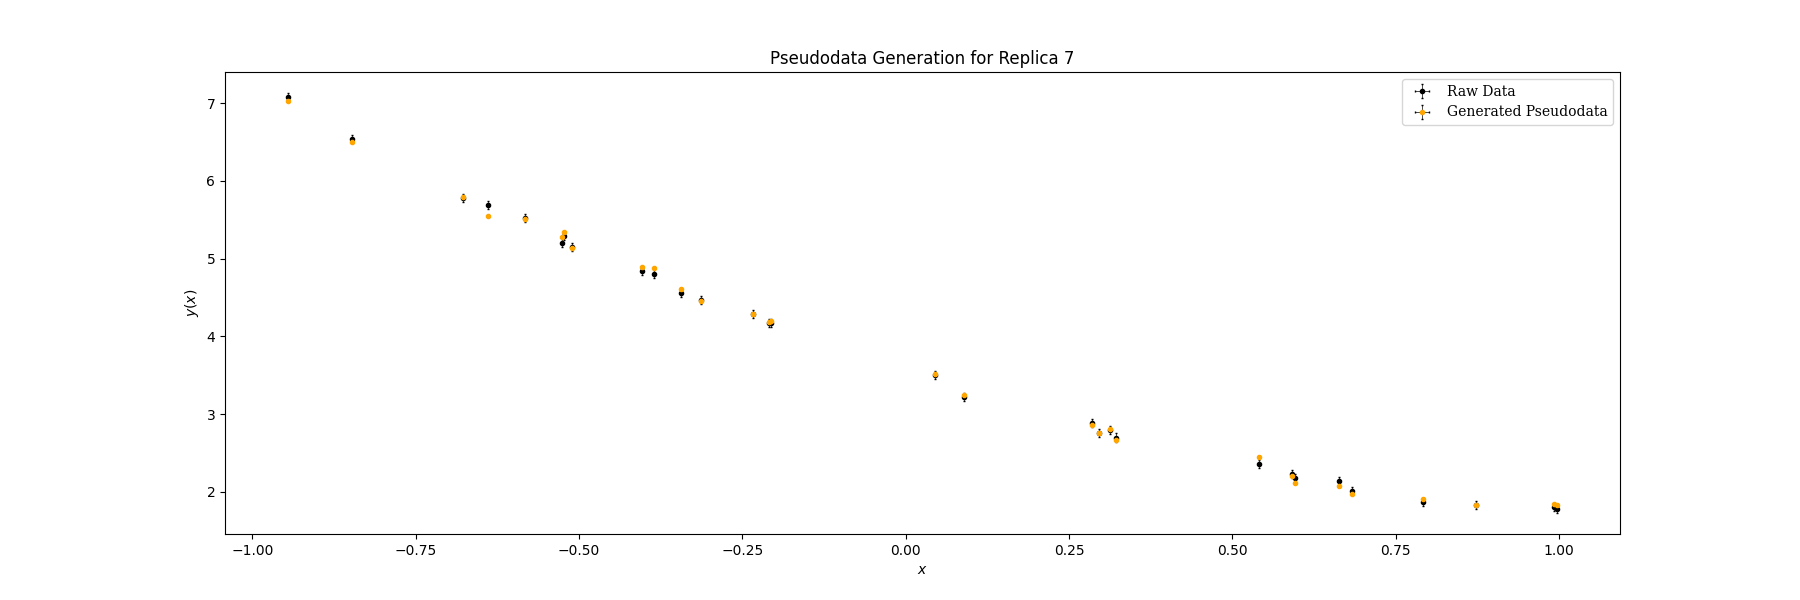 Pseudodata Generation for Replica 7
Raw Data
Generated Pseudodata
7
6
5
4
3
2
y(x)
−1.00 −0.75 −0.50 −0.25 0.00 0.25 0.50 0.75 1.00
x